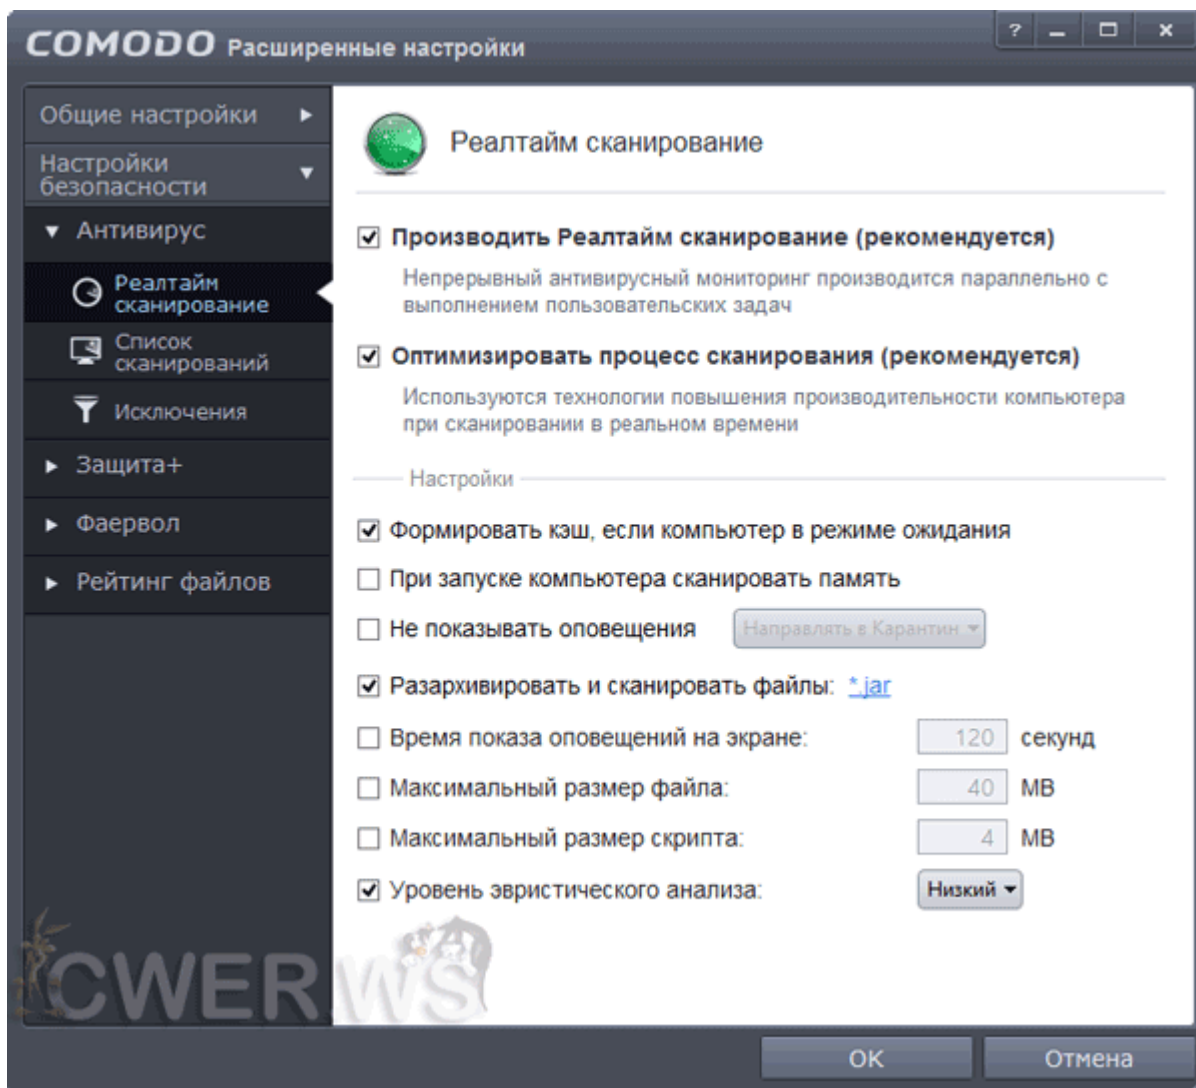 COMODO Расширенные настройки
?
Общие настройки
Настройки
безопасности
Антивирус
Реалтайм
сканирование
Список
сканирований
Исключения
Защита+
Фаервол
Рейтинг файлов
Реалтайм сканирование
Производить Реалтайм сканирование (рекомендуется)
Непрерывный антивирусный мониторинг производится параллельно с
выполнением пользовательских задач
Оптимизировать процесс сканирования (рекомендуется)
Используются технологии повышения производительности компьютера
при сканировании в реальном времени
Настройки
Формировать кэш, если компьютер в режиме ожидания
При запуске компьютера сканировать память
Не показывать оповещения Направлять в Карантин
Разархивировать и сканировать файлы: *.jar
Время показа оповещений на экране: 120 секунд
Максимальный размер файла: 40 MB
Максимальный размер скрипта: 4 MB
Уровень эвристического анализа: Низкий
CWER.WS
OK Отмена